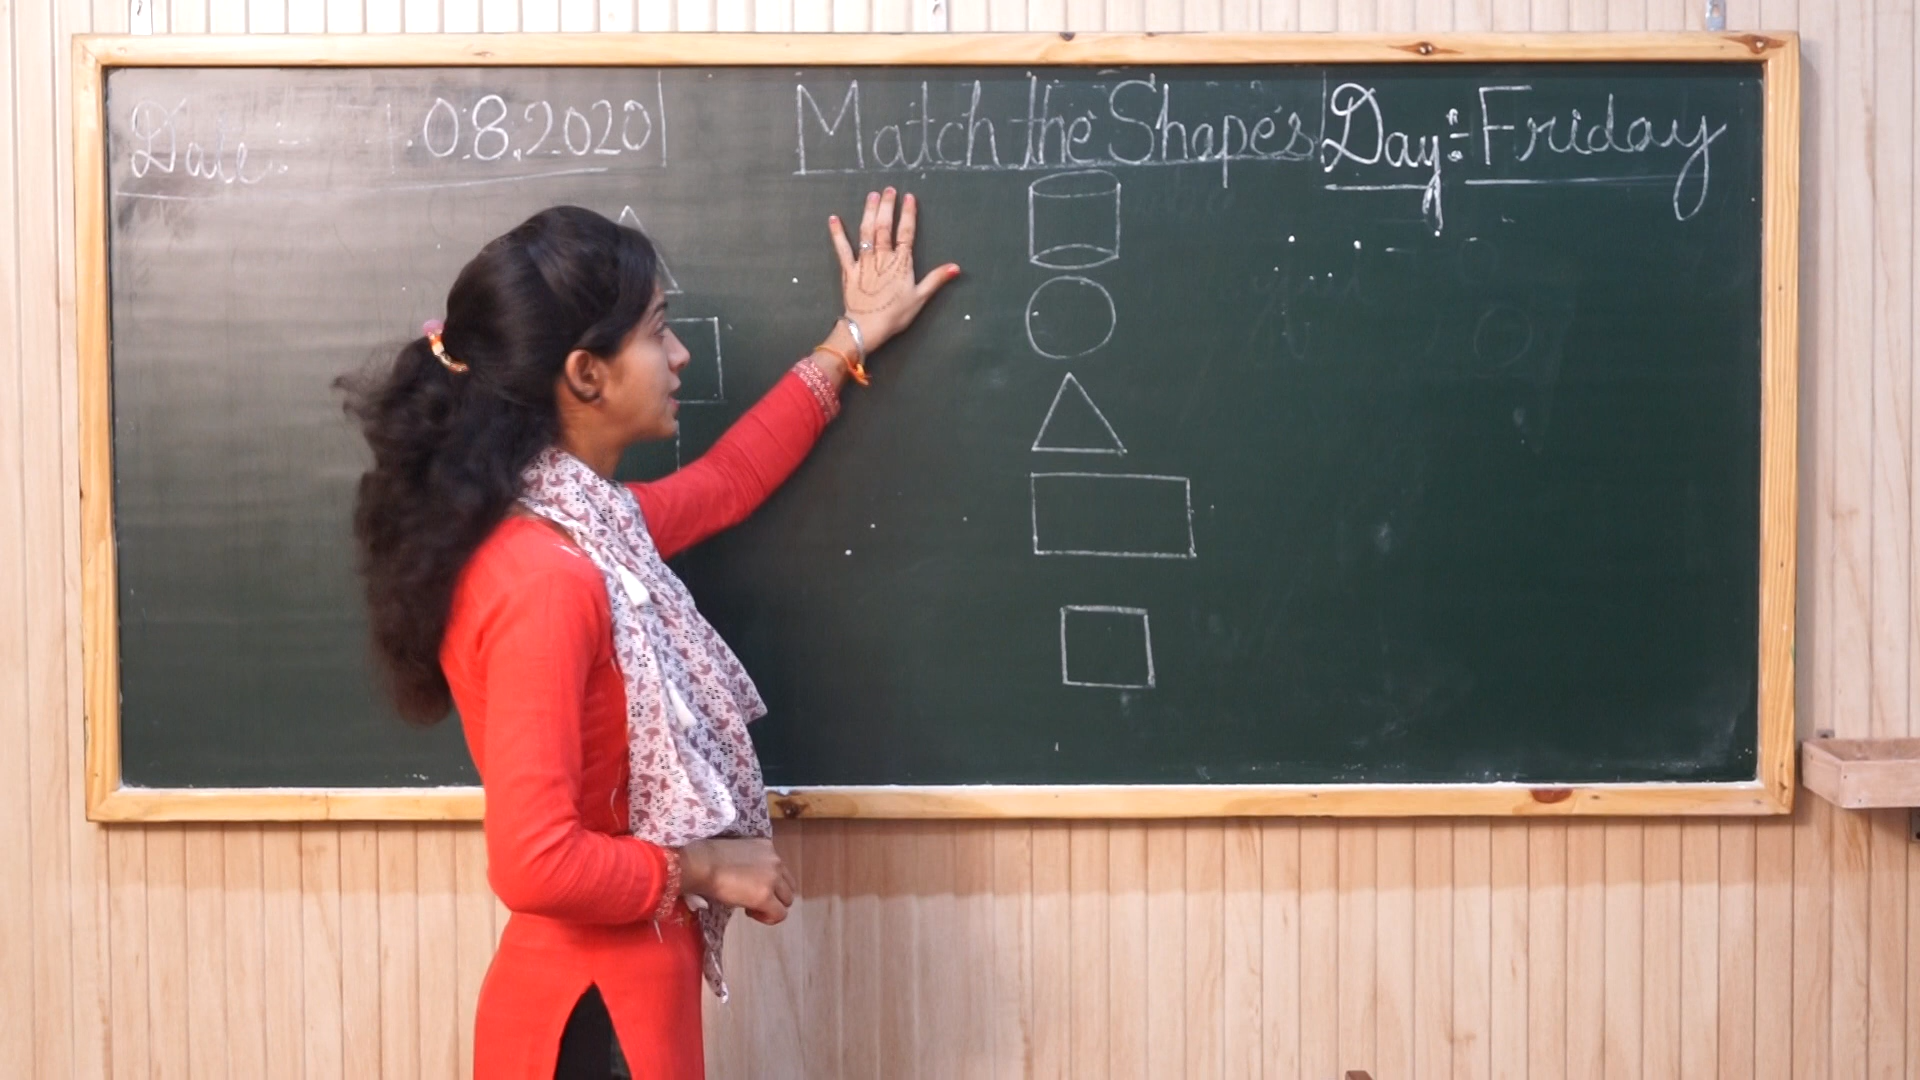 Date:- 08.2020 Match the Shapes Day:- Friday